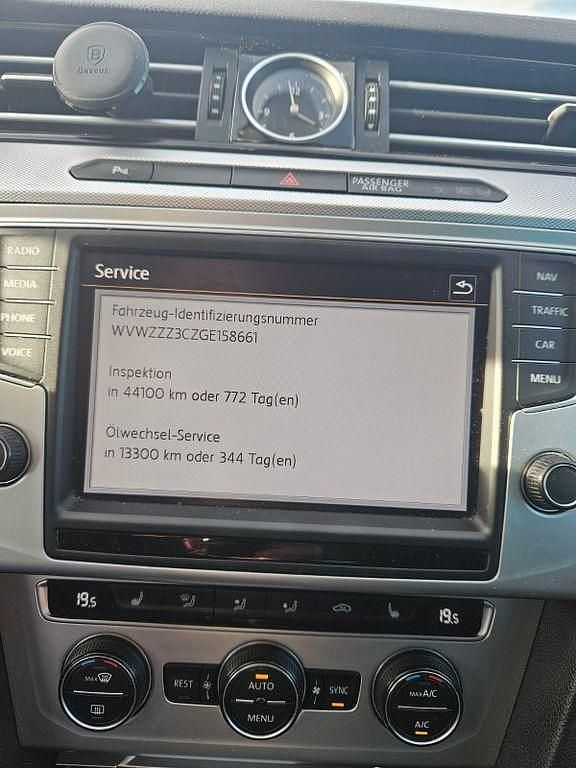 BASEUS
12
PASSENGER
AIR BAG
RADIO
MEDIA
PHONE
VOICE
NAV
TRAFFIC
CAR
MENU
Service
Fahrzeug-Identifizierungsnummer
WVWZZZ3CZGE158661
Inspektion
in 44100 km oder 772 Tag(en)
Ölwechsel-Service
in 13300 km oder 344 Tag(en)
19.5
19.5
MAX
REST
AUTO
MENU
SYNC
MAX A/C
A/C